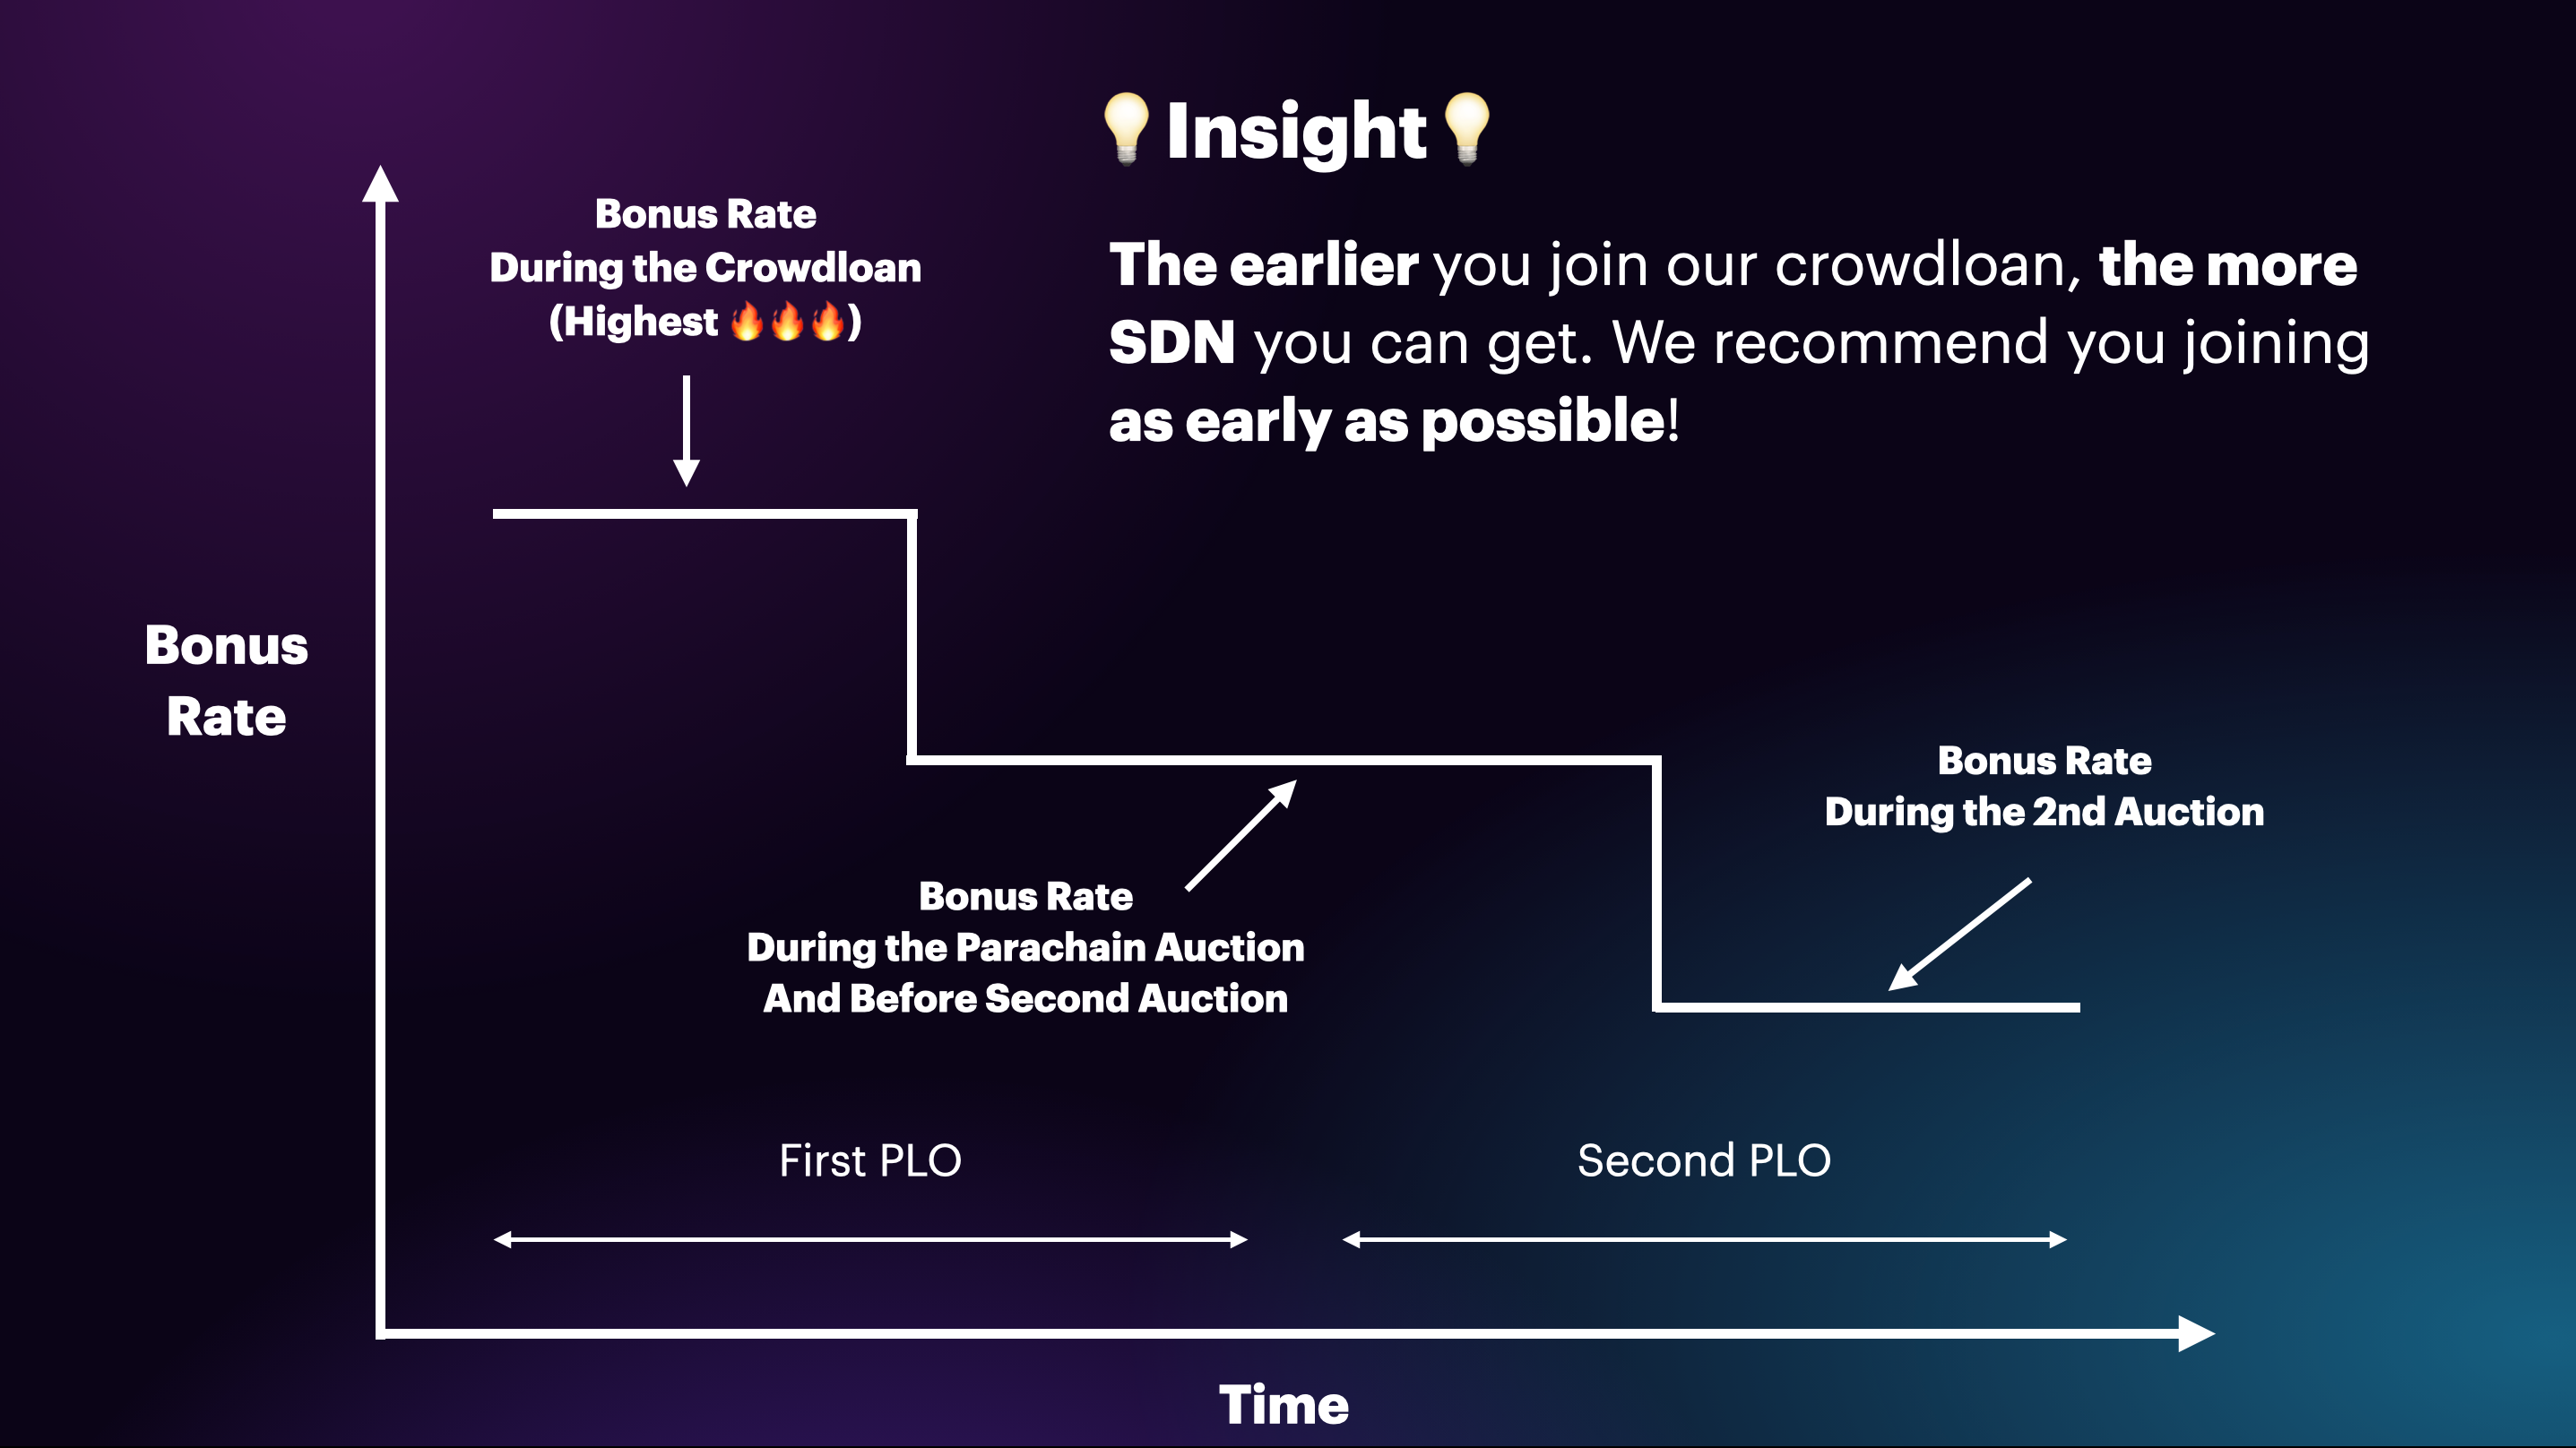 💡 Insight 💡
The earlier you join our crowdloan, the more
SDN you can get. We recommend you joining
as early as possible!
Bonus Rate
During the Crowdloan
(Highest 🔥🔥🔥)
Bonus
Rate
Bonus Rate
During the Parachain Auction
And Before Second Auction
Bonus Rate
During the 2nd Auction
First PLO
Second PLO
Time